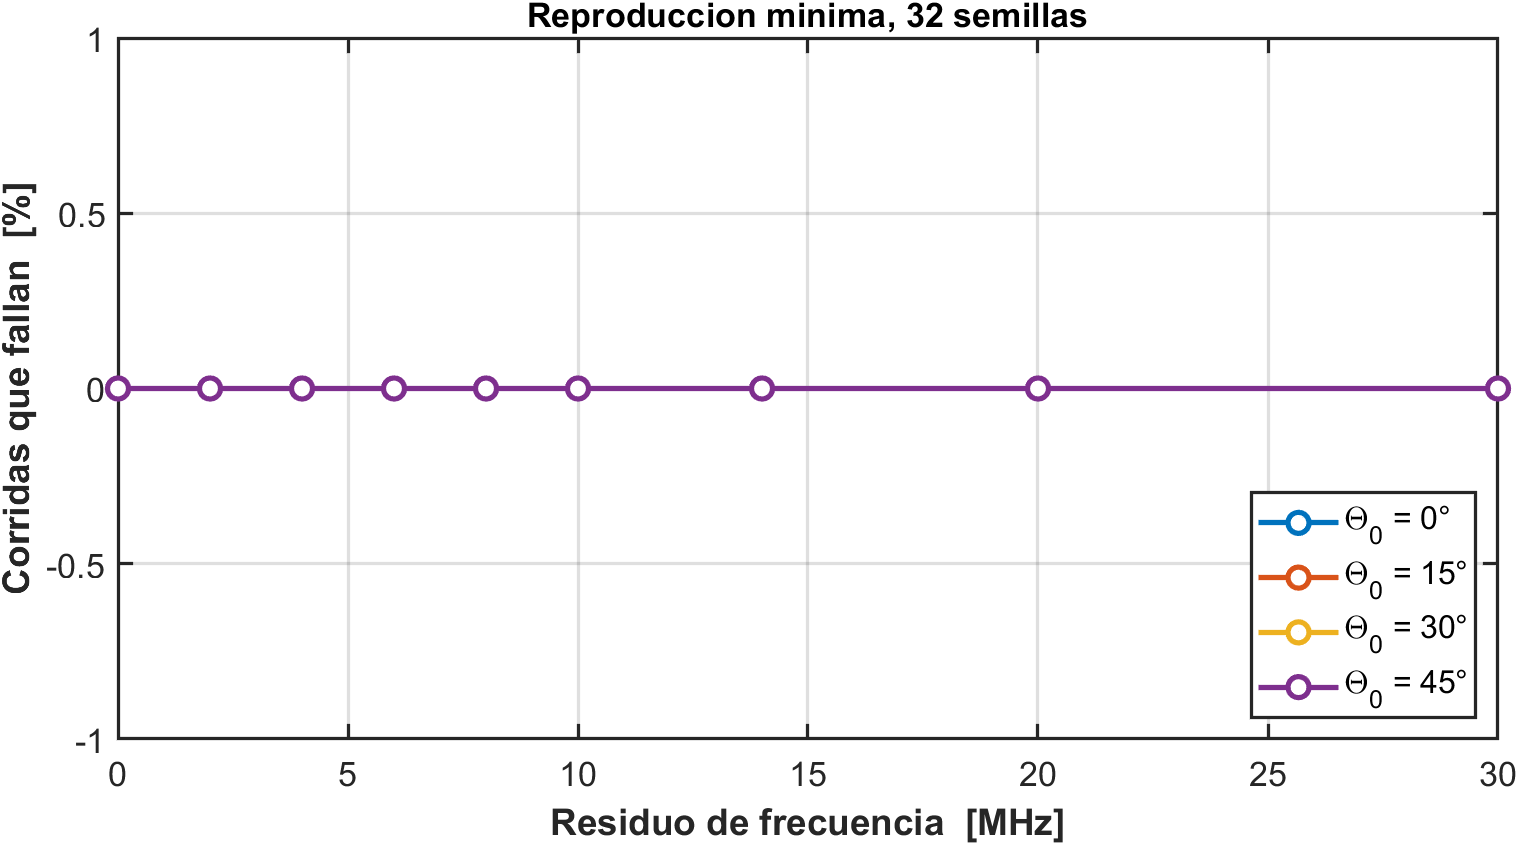 Reproduccion minima, 32 semillas
Corridas que fallan [%]
1
0.5
0
-0.5
-1
0 5 10 15 20 25 30
Residuo de frecuencia [MHz]
Θ0 = 0°
Θ0 = 15°
Θ0 = 30°
Θ0 = 45°